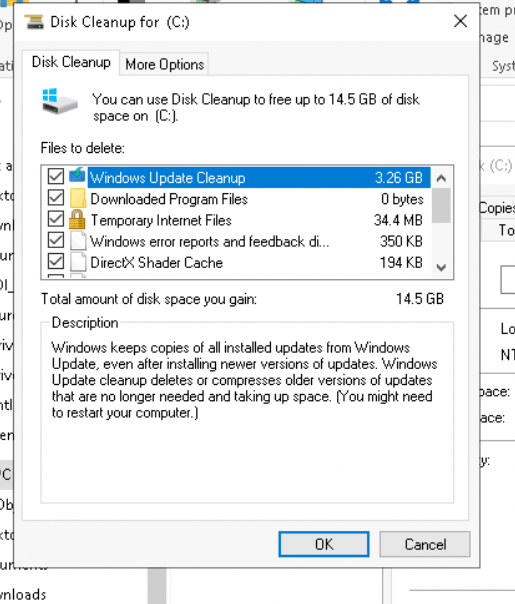 Disk Cleanup for (C:)
Disk Cleanup
More Options
You can use Disk Cleanup to free up to 14.5 GB of disk
space on (C:).
Files to delete:
Windows Update Cleanup 3.26 GB
Downloaded Program Files 0 bytes
Temporary Internet Files 34.4 MB
Windows error reports and feedback di... 350 KB
DirectX Shader Cache 194 KB
Total amount of disk space you gain: 14.5 GB
Description
Windows keeps copies of all installed updates from Windows
Update, even after installing newer versions of updates. Windows
Update cleanup deletes or compresses older versions of updates
that are no longer needed and taking up space. (You might need
to restart your computer.)
OK
Cancel
(C:)
Copies